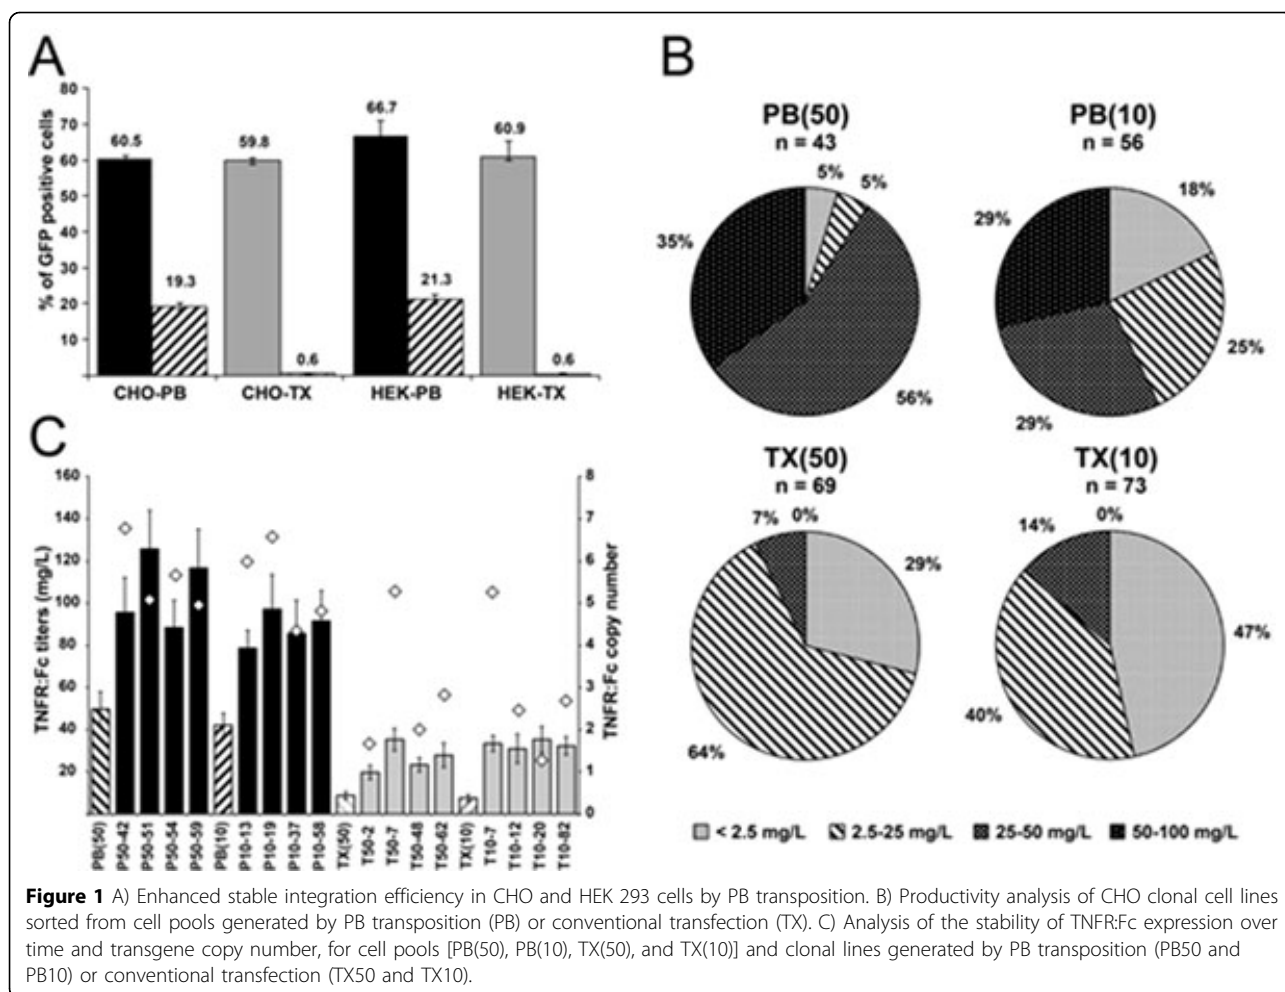 A
% of GFP positive cells
80
70
60
50
40
30
20
10
60.5
19.3
59.8
0.6
66.7
21.3
60.9
0.6
CHO-PB
CHO-TX
HEK-PB
HEK-TX
B
PB(50)
n = 43
5%
5%
35%
56%
PB(10)
n = 56
18%
29%
25%
29%
TX(50)
n = 69
7%
0%
29%
64%
TX(10)
n = 73
14%
0%
47%
40%
< 2.5 mg/L
2.5-25 mg/L
25-50 mg/L
50-100 mg/L
C
TNFR:Fc titers (mg/L)
160
140
120
100
80
60
40
20
8
7
6
5
4
3
2
1
0
TNFR:Fc copy number
PB(50)
P50-42
P50-51
P50-54
P50-59
PB(10)
P10-13
P10-19
P10-37
P10-58
TX(50)
T50-2
T50-7
T50-48
T50-62
TX(10)
T10-7
T10-12
T10-20
T10-82
Figure 1 A) Enhanced stable integration efficiency in CHO and HEK 293 cells by PB transposition. B) Productivity analysis of CHO clonal cell lines
sorted from cell pools generated by PB transposition (PB) or conventional transfection (TX). C) Analysis of the stability of TNFR:Fc expression over
time and transgene copy number, for cell pools [PB(50), PB(10), TX(50), and TX(10)] and clonal lines generated by PB transposition (PB50 and
PB10) or conventional transfection (TX50 and TX10).